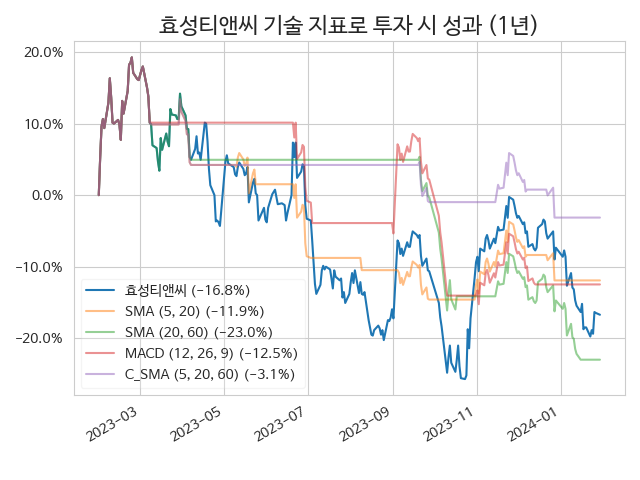 효성티앤씨 기술 지표로 투자 시 성과 (1년)
20.0%
10.0%
0.0%
−10.0%
−20.0%
효성티앤씨 (−16.8%)
SMA (5, 20) (−11.9%)
SMA (20, 60) (−23.0%)
MACD (12, 26, 9) (−12.5%)
C_SMA (5, 20, 60) (−3.1%)
2023-03
2023-05
2023-07
2023-09
2023-11
2024-01